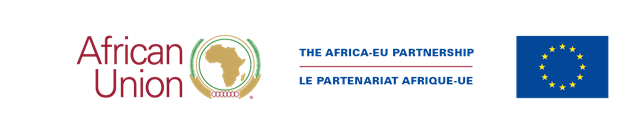 African
Union
THE AFRICA-EU PARTNERSHIP
LE PARTENARIAT AFRIQUE-UE